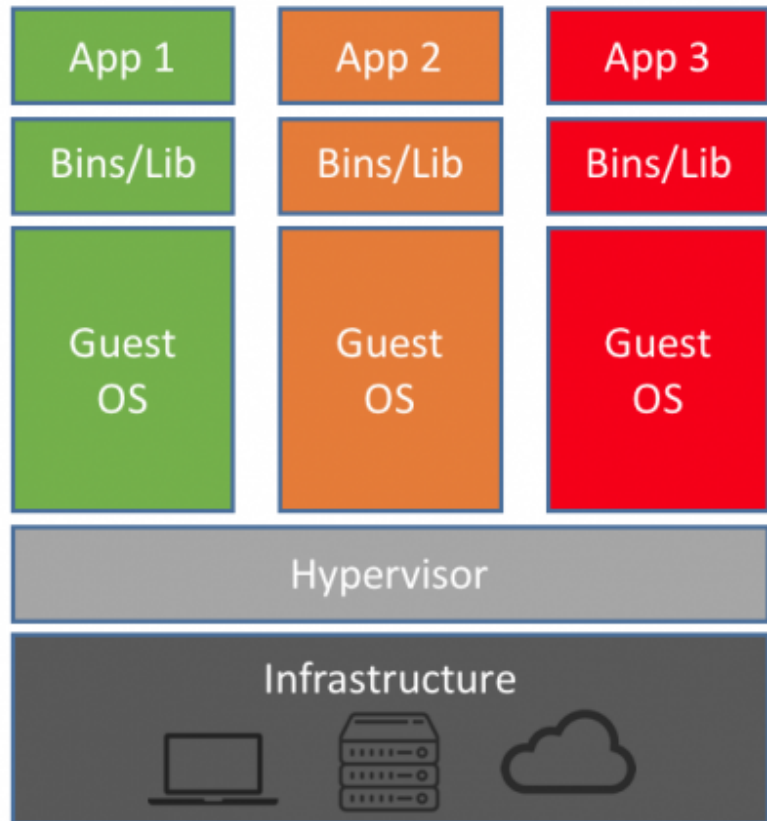 App 1
App 2
App 3
Bins/Lib
Bins/Lib
Bins/Lib
Guest
OS
Guest
OS
Guest
OS
Hypervisor
Infrastructure